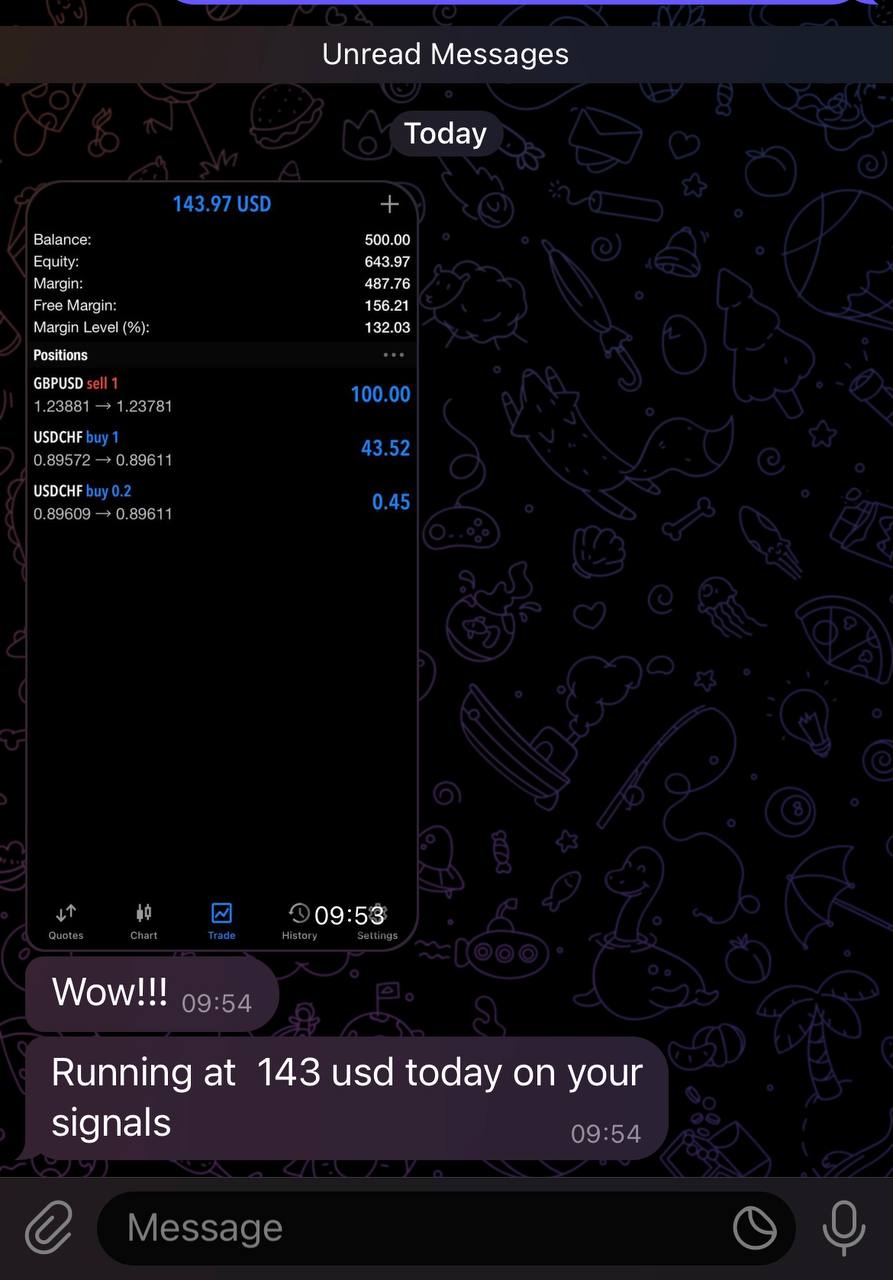 Unread Messages
Today
143.97 USD
Balance: 500.00
Equity: 643.97
Margin: 487.76
Free Margin: 156.21
Margin Level (%): 132.03
Positions
GBPUSD sell 1 100.00
1.23881 → 1.23781
USDCHF buy 1 43.52
0.89572 → 0.89611
USDCHF buy 0.2 0.45
0.89609 → 0.89611
09:53
Quotes Chart Trade History Settings
Wow!!! 09:54
Running at 143 usd today on your
signals 09:54
Message